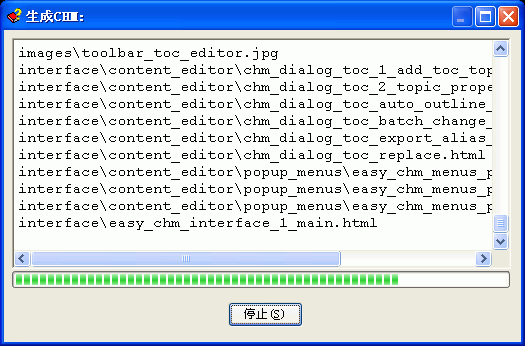 生成CHM:
images\toolbar_toc_editor.jpg
interface\content_editor\chm_dialog_toc_1_add_toc_top
interface\content_editor\chm_dialog_toc_2_topic_prope
interface\content_editor\chm_dialog_toc_auto_outline_
interface\content_editor\chm_dialog_toc_batch_change_
interface\content_editor\chm_dialog_toc_export_alias_
interface\content_editor\chm_dialog_toc_replace.html
interface\content_editor\popup_menus\easy_chm_menus_p
interface\content_editor\popup_menus\easy_chm_menus_p
interface\content_editor\popup_menus\easy_chm_menus_p
interface\easy_chm_interface_1_main.html
停止(S)